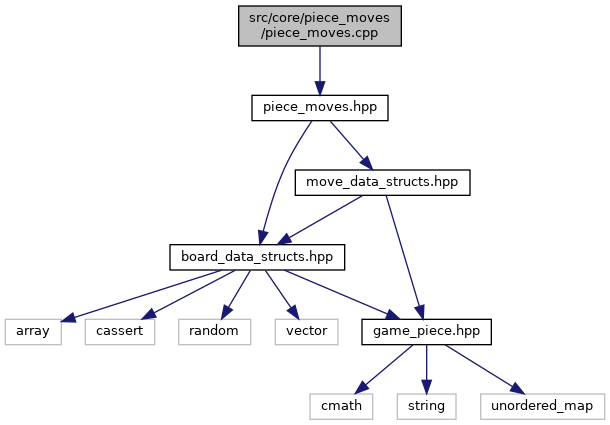 src/core/piece_moves
/piece_moves.cpp
piece_moves.hpp
move_data_structs.hpp
board_data_structs.hpp
array
cassert
random
vector
game_piece.hpp
cmath
string
unordered_map